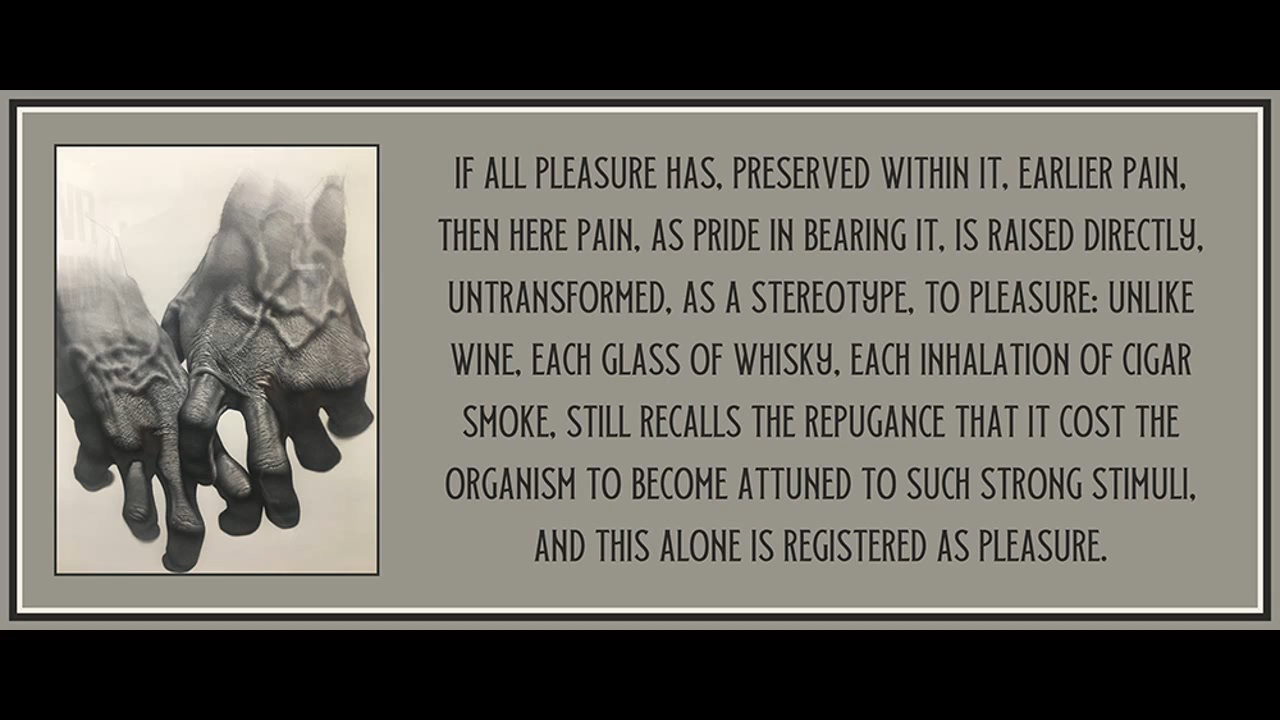 IF ALL PLEASURE HAS, PRESERVED WITHIN IT, EARLIER PAIN,
THEN HERE PAIN, AS PRIDE IN BEARING IT, IS RAISED DIRECTLY,
UNTRANSFORMED, AS A STEREOTYPE, TO PLEASURE: UNLIKE
WINE, EACH GLASS OF WHISKY, EACH INHALATION OF CIGAR
SMOKE, STILL RECALLS THE REPUGANCE THAT IT COST THE
ORGANISM TO BECOME ATTUNED TO SUCH STRONG STIMULI,
AND THIS ALONE IS REGISTERED AS PLEASURE.